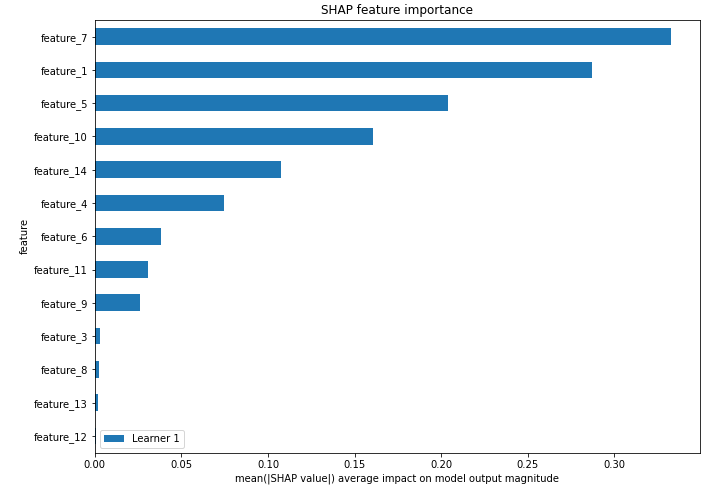 SHAP feature importance
feature_7
feature_1
feature_5
feature_10
feature_14
feature_4
feature_6
feature_11
feature_9
feature_3
feature_8
feature_13
feature_12
feature
Learner 1
0.00 0.05 0.10 0.15 0.20 0.25 0.30
mean(|SHAP value|) average impact on model output magnitude